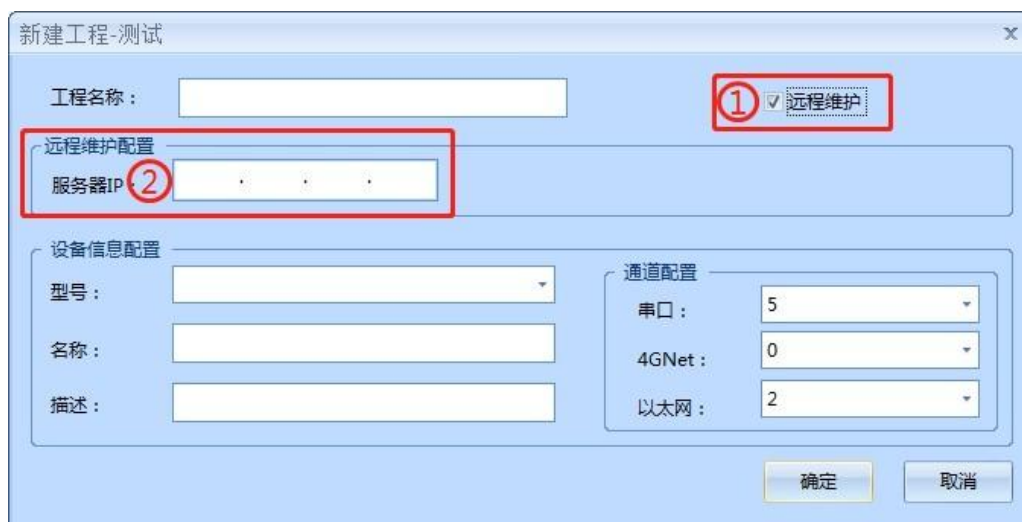 新建工程-测试
工程名称：
① 远程维护
远程维护配置
服务器IP：②
. . .
设备信息配置
型号：
名称：
描述：
通道配置
串口： 5
4GNet： 0
以太网： 2
确定 取消